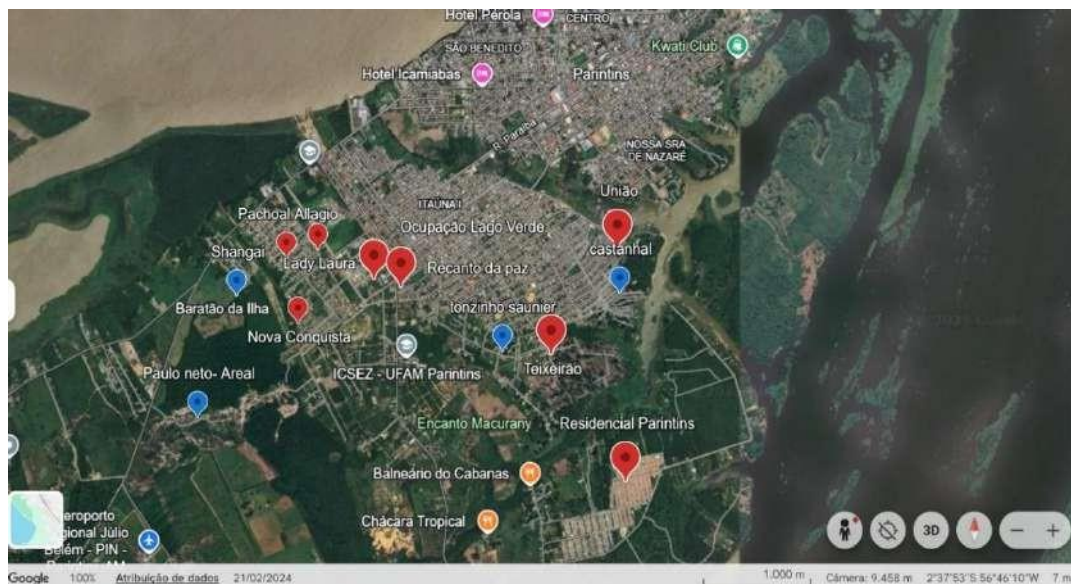 Hotel Pérola
CENTRO
SÃO BENEDITO
Kwati Club
Hotel Icamiabas
Parintins
R. Paraíba
NOSSA SRA
DE NAZARÉ
União
ITAUNA I
Pachoal Allagio
Ocupação Lago Verde
Shangai
castanhal
Lady Laura
Recanto da paz
Baratão da Ilha
tonzinho saunier
Nova Conquista
Paulo neto- Areal
ICSEZ - UFAM Parintins
Teixeirão
Encanto Macurany
Residencial Parintins
Balneário do Cabanas
Chácara Tropical
eroporto
gional Júlio
Belém - PIN -
3D
Google 100% Atribuição de dados 21/02/2024 1.000 m Câmera: 9.458 m 2°37'53"S 56°46'10"W 7 m